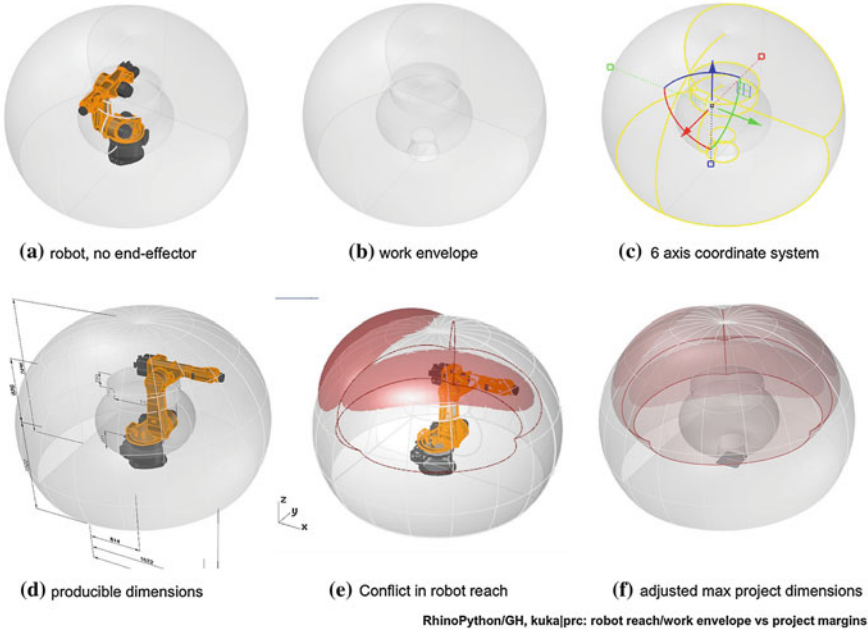 (a) robot, no end-effector
(b) work envelope
(c) 6 axis coordinate system
814
z
y
x
(d) producible dimensions
(e) Conflict in robot reach
(f) adjusted max project dimensions
RhinoPython/GH, kuka|prc: robot reach/work envelope vs project margins